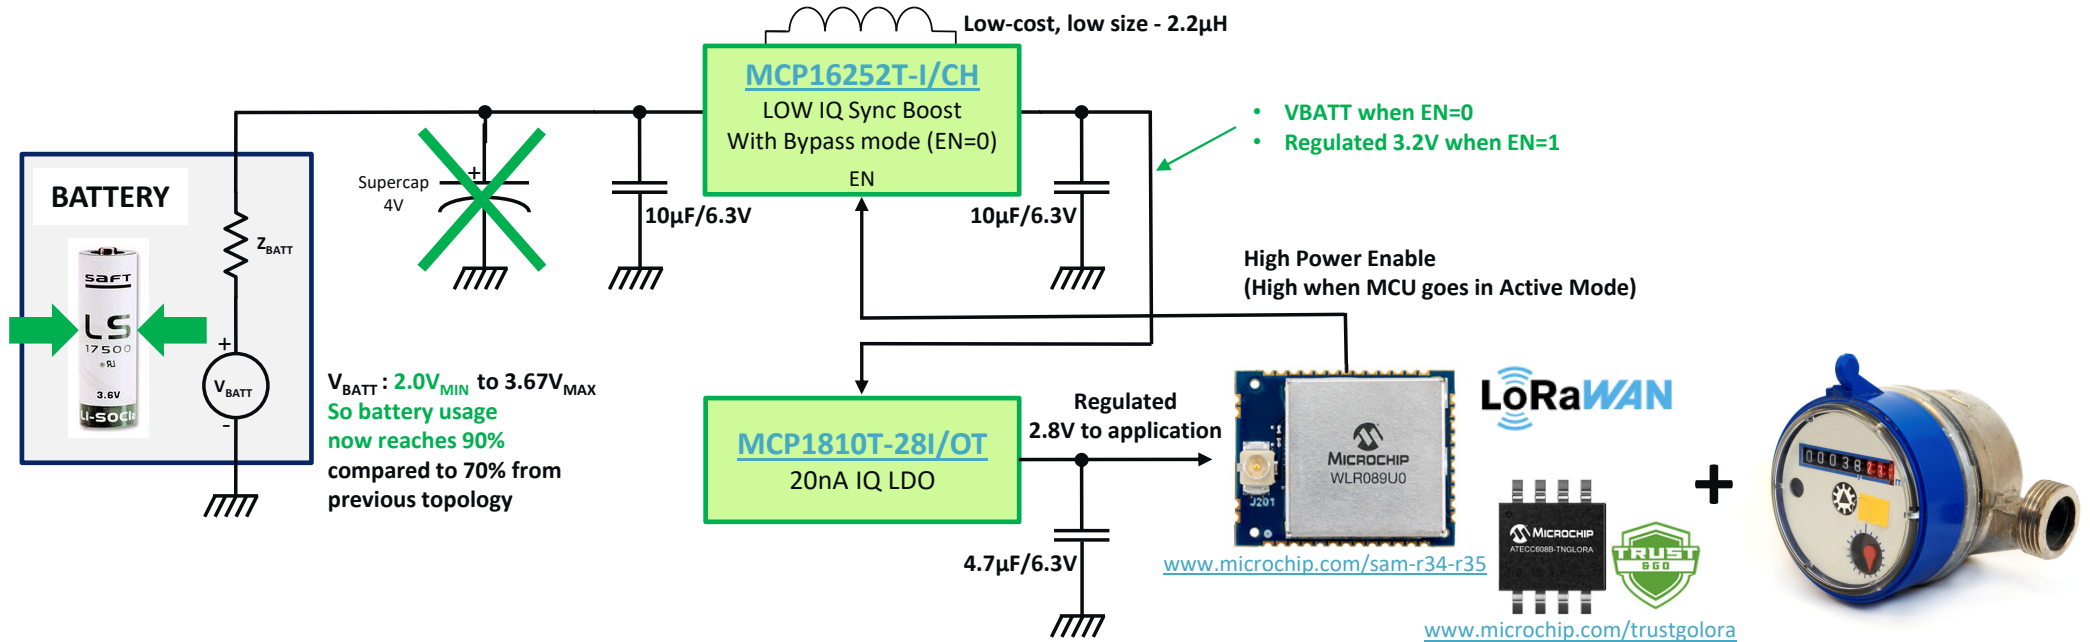 Low-cost, low size - 2.2µH
MCP16252T-I/CH
LOW IQ Sync Boost
With Bypass mode (EN=0)
EN
• VBATT when EN=0
• Regulated 3.2V when EN=1
Supercap
4V
+
10µF/6.3V
10µF/6.3V
BATTERY
ZBATT
saft
LS
17500
3.6V
Li-SOCl2
+
VBATT
-
VBATT : 2.0VMIN to 3.67VMAX
So battery usage
now reaches 90%
compared to 70% from
previous topology
High Power Enable
(High when MCU goes in Active Mode)
MCP1810T-28I/OT
20nA IQ LDO
Regulated
2.8V to application
4.7µF/6.3V
MICROCHIP
WLR089U0
J201
www.microchip.com/sam-r34-r35
LoRaWAN
MICROCHIP
ATECC608B-TNGLORA
TRUST
&GO
www.microchip.com/trustgolora
+